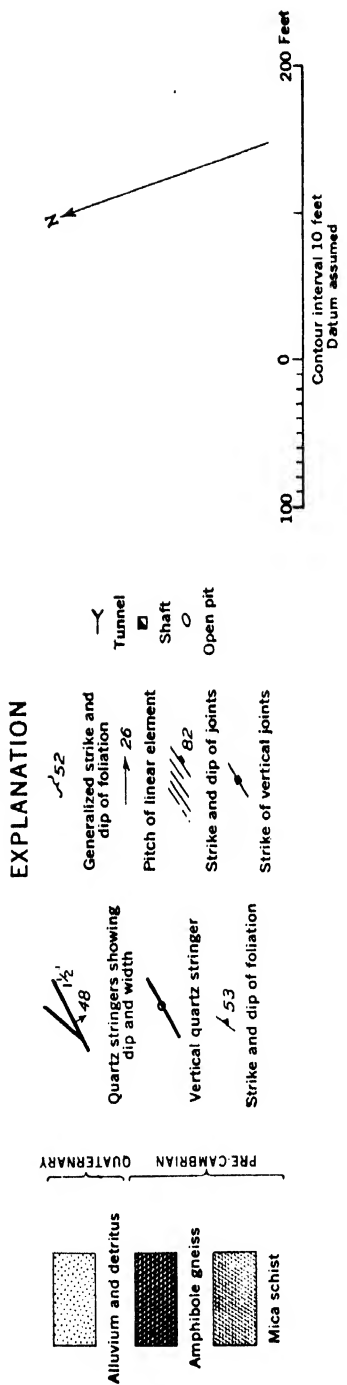 EXPLANATION
Alluvium and detritus
Amphibole gneiss
Mica schist
QUATERNARY
PRE-CAMBRIAN
1½'
48
Quartz stringers showing
dip and width
Vertical quartz stringer
53
Strike and dip of foliation
52
Generalized strike and
dip of foliation
26
Pitch of linear element
82
Strike and dip of joints
Strike of vertical joints
Tunnel
Shaft
Open pit
N
100 0 200 Feet
Contour interval 10 feet
Datum assumed